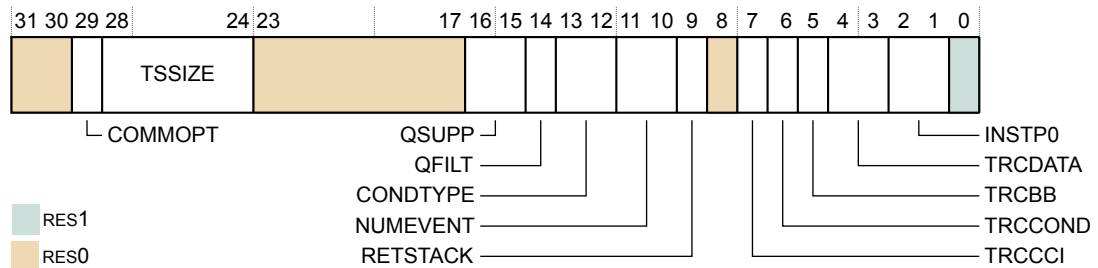 31 30 29 28 24 23 17 16 15 14 13 12 11 10 9 8 7 6 5 4 3 2 1 0
TSSIZE
COMMOPT QSUPP INSTP0
QFILT TRCDATA
CONDTYPE TRCBB
NUMEVENT TRCCOND
RETSTACK TRCCCI
RES1
RES0